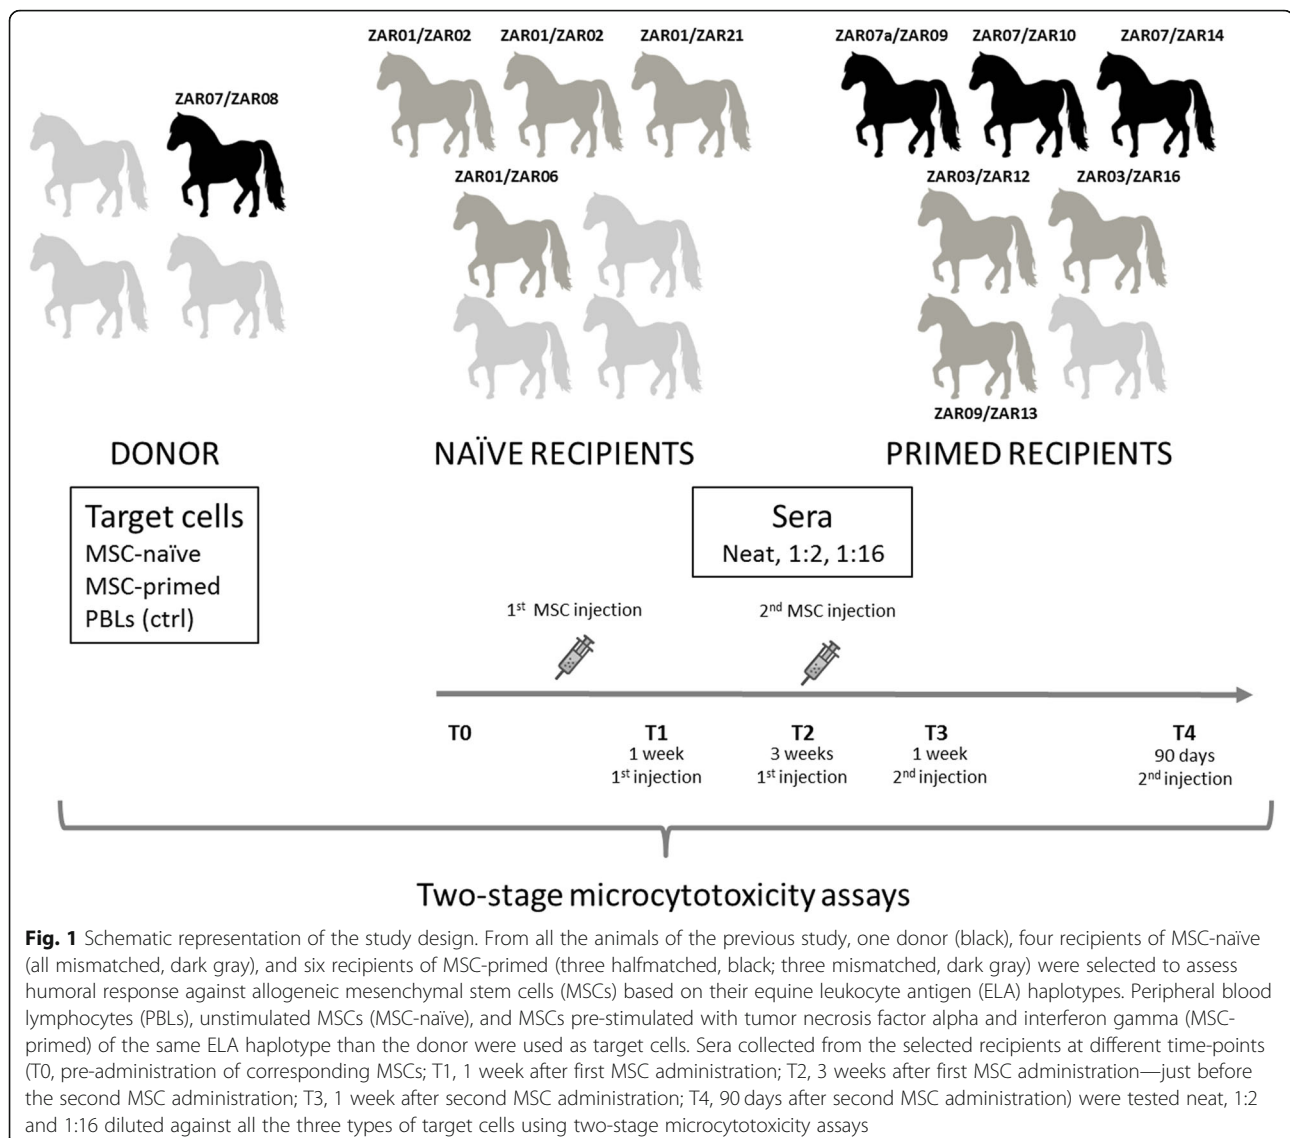 ZAR01/ZAR02 ZAR01/ZAR02 ZAR01/ZAR21 ZAR07a/ZAR09 ZAR07/ZAR10 ZAR07/ZAR14
ZAR07/ZAR08
ZAR01/ZAR06 ZAR03/ZAR12 ZAR03/ZAR16
ZAR09/ZAR13
DONOR NAÏVE RECIPIENTS PRIMED RECIPIENTS
Target cells
MSC-naïve
MSC-primed
PBLs (ctrl)
Sera
Neat, 1:2, 1:16
1st MSC injection 2nd MSC injection
T0 T1 T2 T3 T4
1 week 3 weeks 1 week 90 days
1st injection 1st injection 2nd injection 2nd injection
Two-stage microcytotoxicity assays
Fig. 1 Schematic representation of the study design. From all the animals of the previous study, one donor (black), four recipients of MSC-naïve
(all mismatched, dark gray), and six recipients of MSC-primed (three halfmatched, black; three mismatched, dark gray) were selected to assess
humoral response against allogeneic mesenchymal stem cells (MSCs) based on their equine leukocyte antigen (ELA) haplotypes. Peripheral blood
lymphocytes (PBLs), unstimulated MSCs (MSC-naïve), and MSCs pre-stimulated with tumor necrosis factor alpha and interferon gamma (MSC-
primed) of the same ELA haplotype than the donor were used as target cells. Sera collected from the selected recipients at different time-points
(T0, pre-administration of corresponding MSCs; T1, 1 week after first MSC administration; T2, 3 weeks after first MSC administration—just before
the second MSC administration; T3, 1 week after second MSC administration; T4, 90 days after second MSC administration) were tested neat, 1:2
and 1:16 diluted against all the three types of target cells using two-stage microcytotoxicity assays